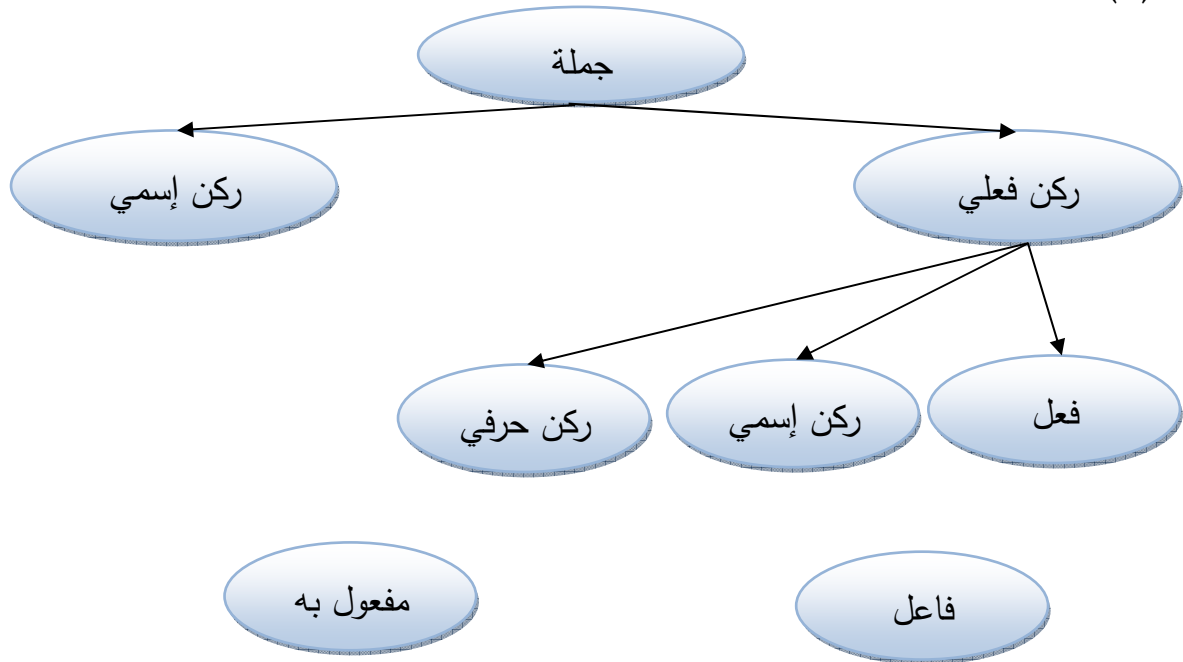 جملة
ركن فعلي
ركن إسمي
فعل
ركن إسمي
ركن حرفي
فاعل
مفعول به